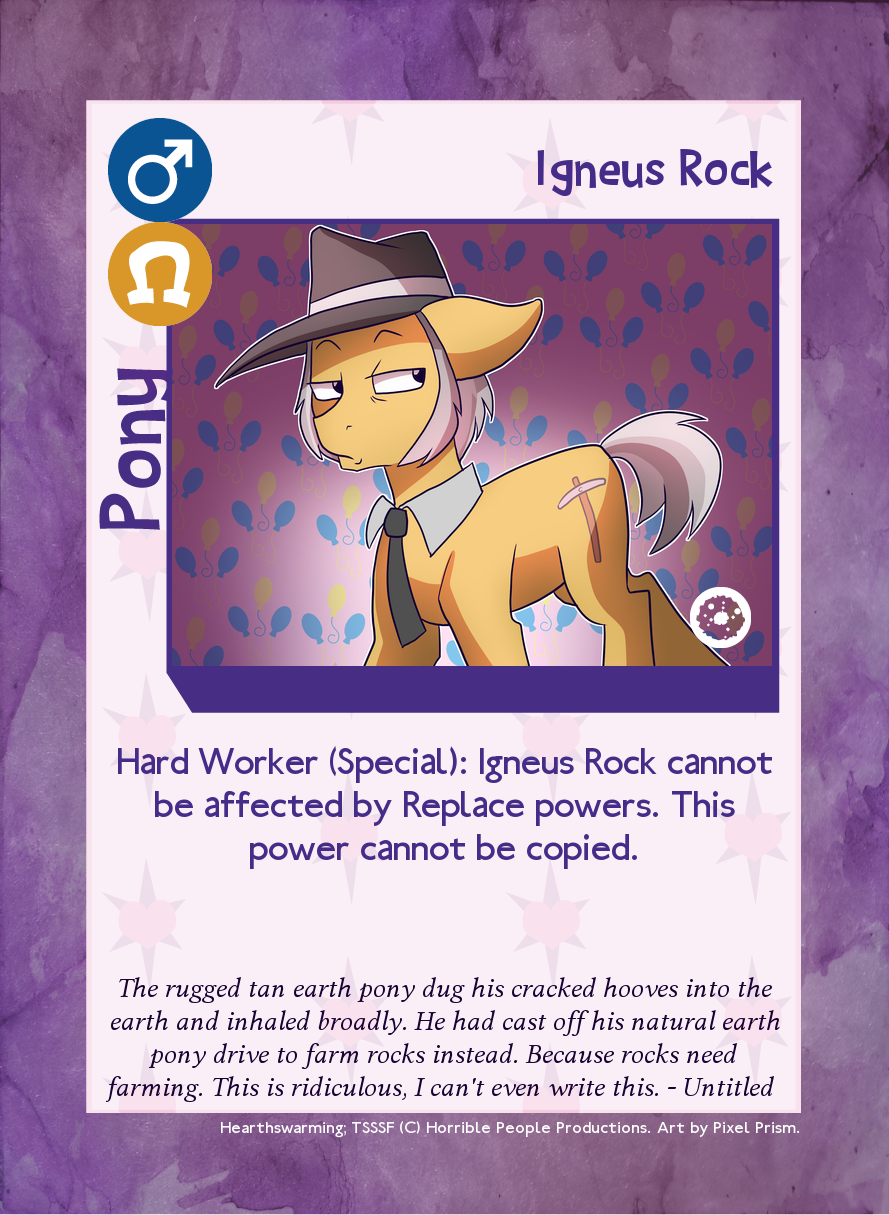 Igneus Rock
Pony
Hard Worker (Special): Igneus Rock cannot
be affected by Replace powers. This
power cannot be copied.
The rugged tan earth pony dug his cracked hooves into the
earth and inhaled broadly. He had cast off his natural earth
pony drive to farm rocks instead. Because rocks need
farming. This is ridiculous, I can't even write this. - Untitled
Hearthswarming; TSSSF (C) Horrible People Productions. Art by Pixel Prism.